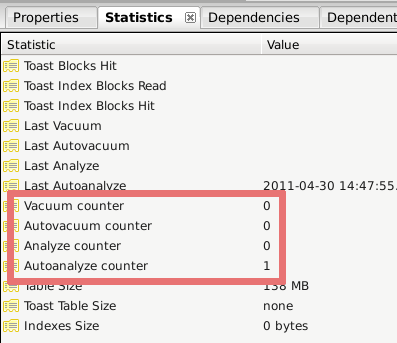 Properties Statistics Dependencies Dependent
Statistic Value
Toast Blocks Hit
Toast Index Blocks Read
Toast Index Blocks Hit
Last Vacuum
Last Autovacuum
Last Analyze
Last Autoanalyze 2011-04-30 14:47:55.
Vacuum counter 0
Autovacuum counter 0
Analyze counter 0
Autoanalyze counter 1
Table Size 138 MB
Toast Table Size none
Indexes Size 0 bytes